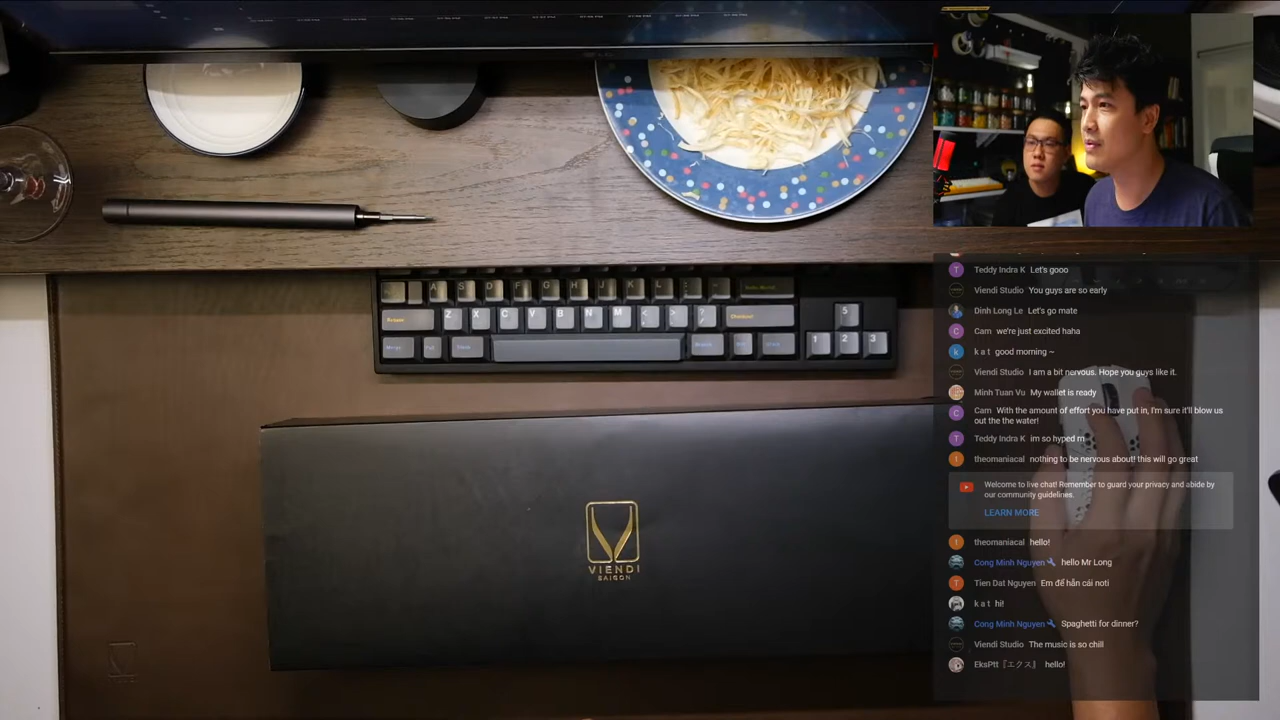 A S D F G H J K L : "
Z X C V B N M < > ?
5
1 2 3
VIENDI
SAIGON
Teddy Indra K Let's gooo
Viendi Studio You guys are so early
Dinh Long Le Let's go mate
Cam we're just excited haha
k a t good morning ~
Viendi Studio I am a bit nervous. Hope you guys like it.
Minh Tuan Vu My wallet is ready
Cam With the amount of effort you have put in, I'm sure it'll blow us
out the the water!
Teddy Indra K im so hyped rn
theomaniacal nothing to be nervous about! this will go great
Welcome to live chat! Remember to guard your privacy and abide by
our community guidelines.
LEARN MORE
theomaniacal hello!
Cong Minh Nguyen hello Mr Long
Tien Dat Nguyen Em để hẳn cái noti
k a t hi!
Cong Minh Nguyen Spaghetti for dinner?
Viendi Studio The music is so chill
EksPtt『エクス』 hello!